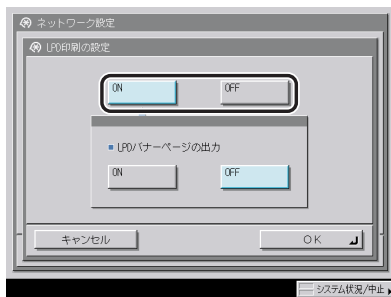 ネットワーク設定
LPD印刷の設定
ON OFF
■ LPDバナーページの出力
ON OFF
キャンセル OK
システム状況/中止